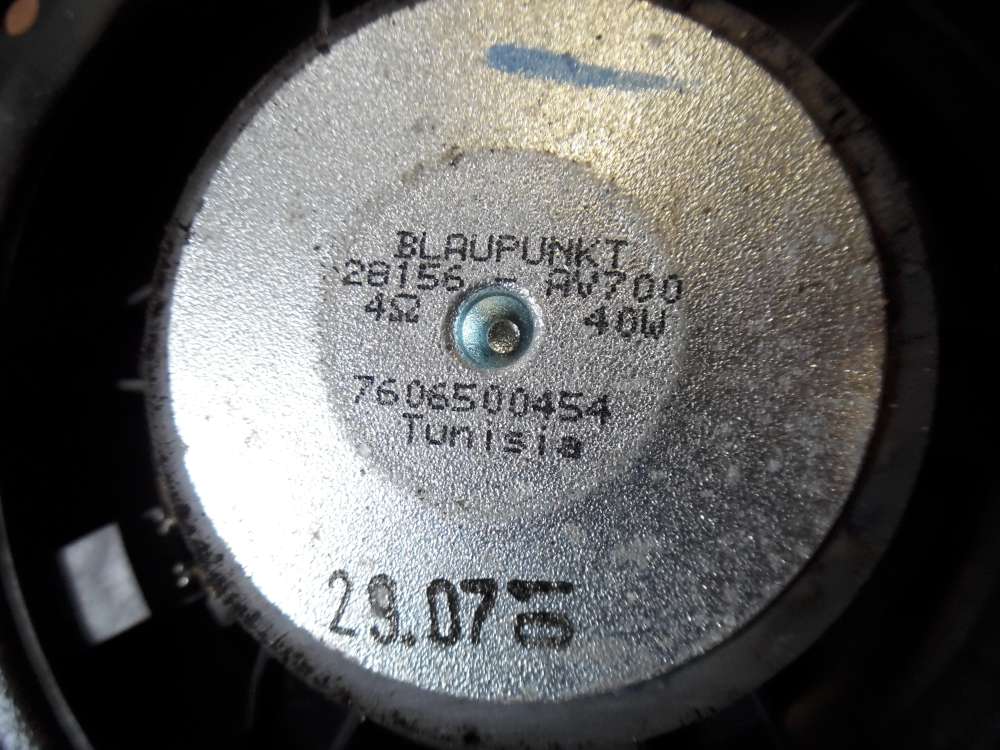 BLAUPUNKT
28156 AV700
4Ω 40W
7606500454
Tunisia
29.07